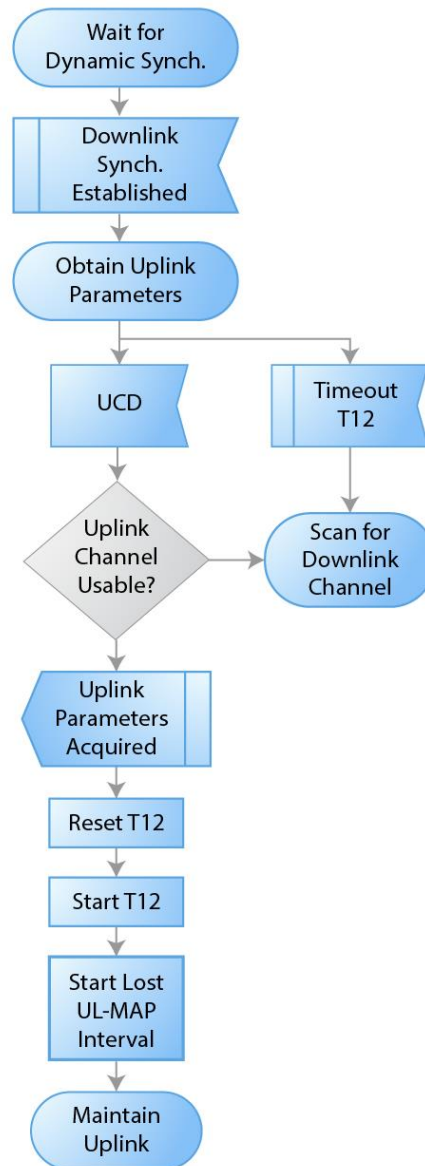 Wait for
Dynamic Synch.
Downlink
Synch.
Established
Obtain Uplink
Parameters
UCD
Timeout
T12
Uplink
Channel
Usable?
Scan for
Downlink
Channel
Uplink
Parameters
Acquired
Reset T12
Start T12
Start Lost
UL-MAP
Interval
Maintain
Uplink